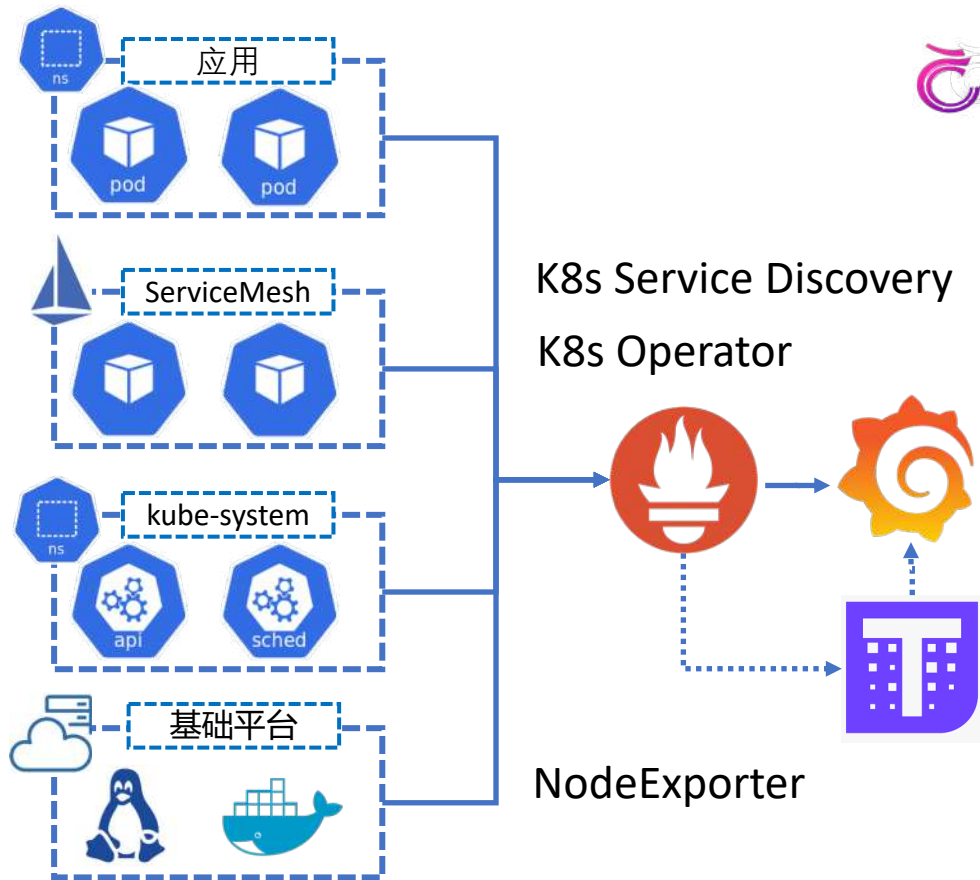 ns
应用
pod
pod
ServiceMesh
ns
kube-system
api
sched
基础平台
K8s Service Discovery
K8s Operator
T
NodeExporter